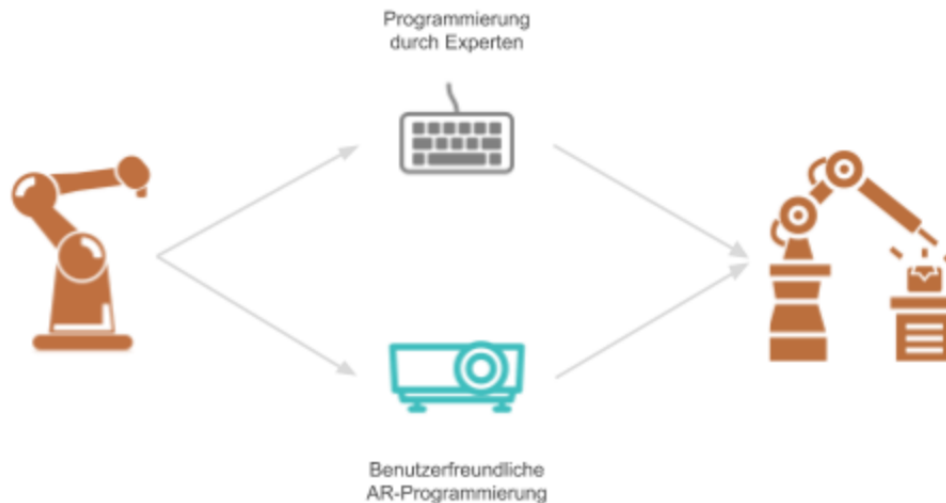 Programmierung
durch Experten
Benutzerfreundliche
AR-Programmierung